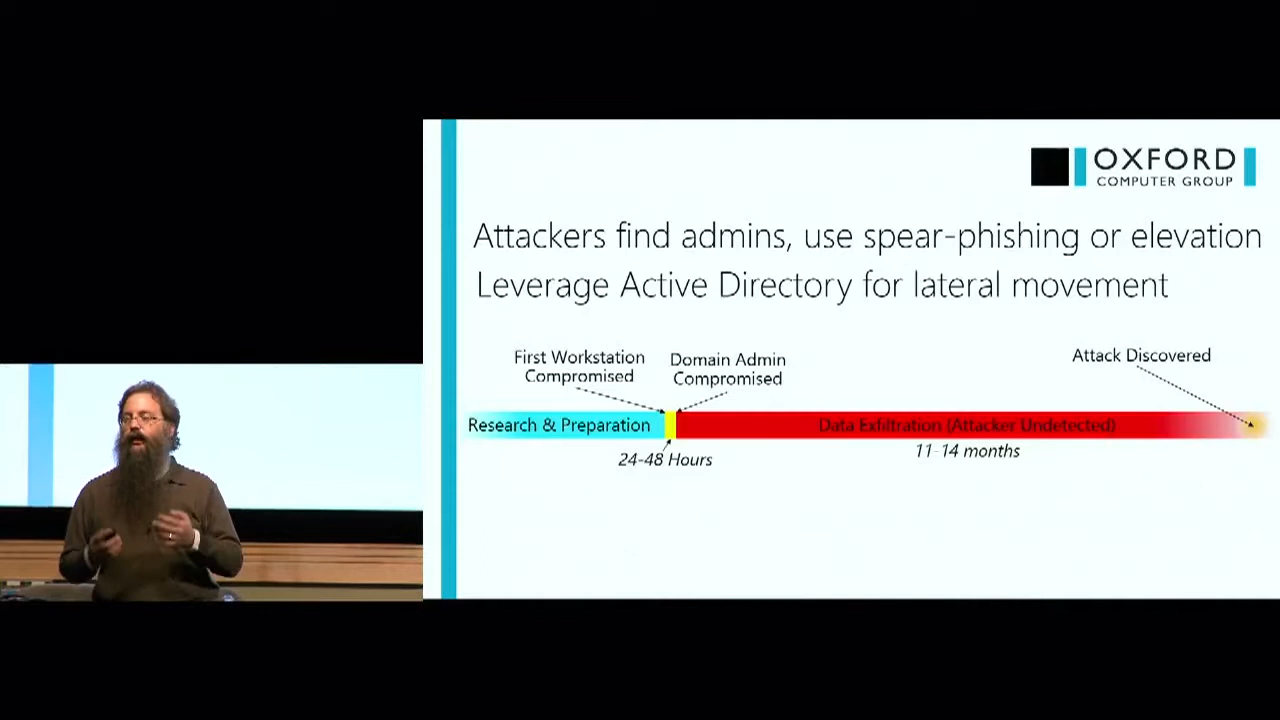 OXFORD
COMPUTER GROUP
Attackers find admins, use spear-phishing or elevation
Leverage Active Directory for lateral movement
First Workstation
Compromised
Domain Admin
Compromised
Attack Discovered
Research & Preparation
Data Exfiltration (Attacker Undetected)
24-48 Hours
11-14 months